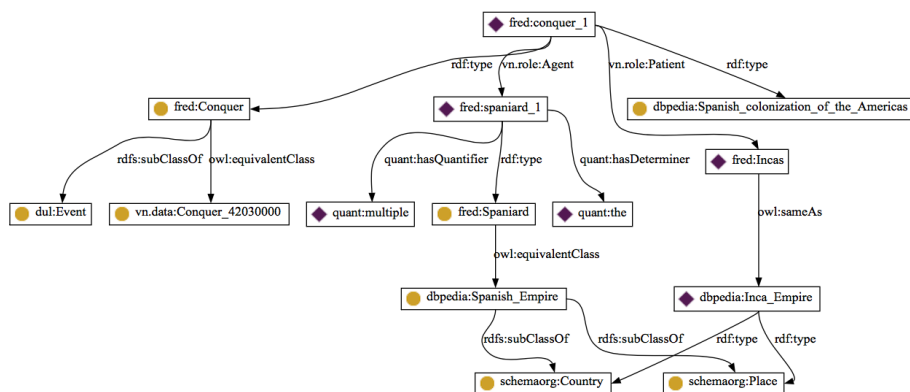 fred:conquer_1
rdf:type
vn.role:Agent
vn.role:Patient
rdf:type
fred:Conquer
fred:spaniard_1
dbpedia:Spanish_colonization_of_the_Americas
rdfs:subClassOf
owl:equivalentClass
quant:hasQuantifier
rdf:type
quant:hasDeterminer
fred:Incas
dul:Event
vn.data:Conquer_42030000
quant:multiple
fred:Spaniard
quant:the
owl:sameAs
owl:equivalentClass
dbpedia:Spanish_Empire
dbpedia:Inca_Empire
rdfs:subClassOf
rdfs:subClassOf
rdf:type
rdf:type
schemaorg:Country
schemaorg:Place